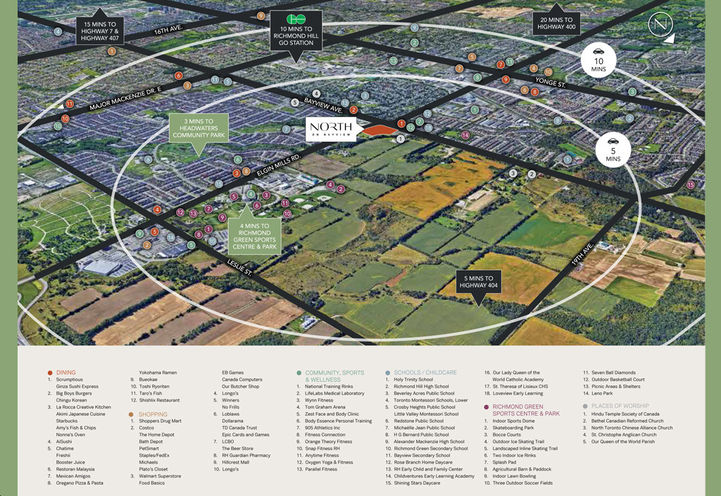 15 MINS TO
HIGHWAY 7 &
HIGHWAY 407
16TH AVE.
GO
10 MINS TO
RICHMOND HILL
GO STATION
20 MINS TO
HIGHWAY 400
N
10
MINS
YONGE ST.
MAJOR MACKENZIE DR. E
BAYVIEW AVE.
3 MINS TO
HEADWATERS
COMMUNITY PARK
NORTH
ON BAYVIEW
5
MINS
ELGIN MILLS RD
4 MINS TO
RICHMOND
GREEN SPORTS
CENTRE & PARK
LESLIE ST.
19TH AVE.
5 MINS TO
HIGHWAY 404
DINING
1. Scrumptious
Ginza Sushi Express
2. Big Boys Burgers
Chingu Korean
3. La Rocca Creative Kitchen
Akimi Japanese Cuisine
Starbucks
Amy's Fish & Chips
Nonna's Oven
4. AiSushi
5. Chatime
Freshii
Booster Juice
6. Restoran Malaysia
7. Mexican Amigos
8. Oregano Pizza & Pasta
Yokohama Ramen
9. Bueokae
10. Toshi Ryoriten
11. Taro's Fish
12. Shishlix Restaurant
SHOPPING
1. Shoppers Drug Mart
2. Costco
The Home Depot
Bath Depot
PetSmart
Staples/FedEx
Michaels
Plato's Closet
3. Walmart Superstore
Food Basics
EB Games
Canada Computers
Our Butcher Shop
4. Longo's
5. Winners
No Frills
6. Loblaws
Dollarama
TD Canada Trust
Epic Cards and Games
7. LCBO
The Beer Store
8. RH Guardian Pharmacy
9. Hillcrest Mall
10. Longo's
COMMUNITY, SPORTS
& WELLNESS
1. National Training Rinks
2. LifeLabs Medical Laboratory
3. Wynn Fitness
4. Tom Graham Arena
5. Zest Face and Body Clinic
6. Body Essence Personal Training
7. 905 Athletics Inc
8. Fitness Connection
9. Orange Theory Fitness
10. Snap Fitness RH
11. Anytime Fitness
12. Oxygen Yoga & Fitness
13. Parallel Fitness
SCHOOLS / CHILDCARE
1. Holy Trinity School
2. Richmond Hill High School
3. Beverley Acres Public School
4. Toronto Montessori Schools, Lower
5. Crosby Heights Public School
Little Valley Montessori School
6. Redstone Public School
7. Michaëlle Jean Public School
8. H G Bernard Public School
9. Alexander Mackenzie High School
10. Richmond Green Secondary School
11. Bayview Secondary School
12. Rose Branch Home Daycare
13. RH Early Child and Family Center
14. Childventures Early Learning Academy
15. Shining Stars Daycare
16. Our Lady Queen of the
World Catholic Academy
17. St. Therese of Lisieux CHS
18. Lovexiew Early Learning
RICHMOND GREEN
SPORTS CENTRE & PARK
1. Indoor Sports Dome
2. Skateboarding Park
3. Bocce Courts
4. Outdoor Ice Skating Trail
5. Landscaped Inline Skating Trail
6. Two Indoor Ice Rinks
7. Splash Pad
8. Agricultural Barn & Paddock
9. Indoor Lawn Bowling
10. Three Outdoor Soccer Fields
11. Seven Ball Diamonds
12. Outdoor Basketball Court
13. Picnic Areas & Shelters
14. Leno Park
PLACES OF WORSHIP
1. Hindu Temple Society of Canada
2. Bethel Canadian Reformed Church
3. North Toronto Chinese Alliance Church
4. St. Christophe Anglican Church
5. Our Queen of the World Parish